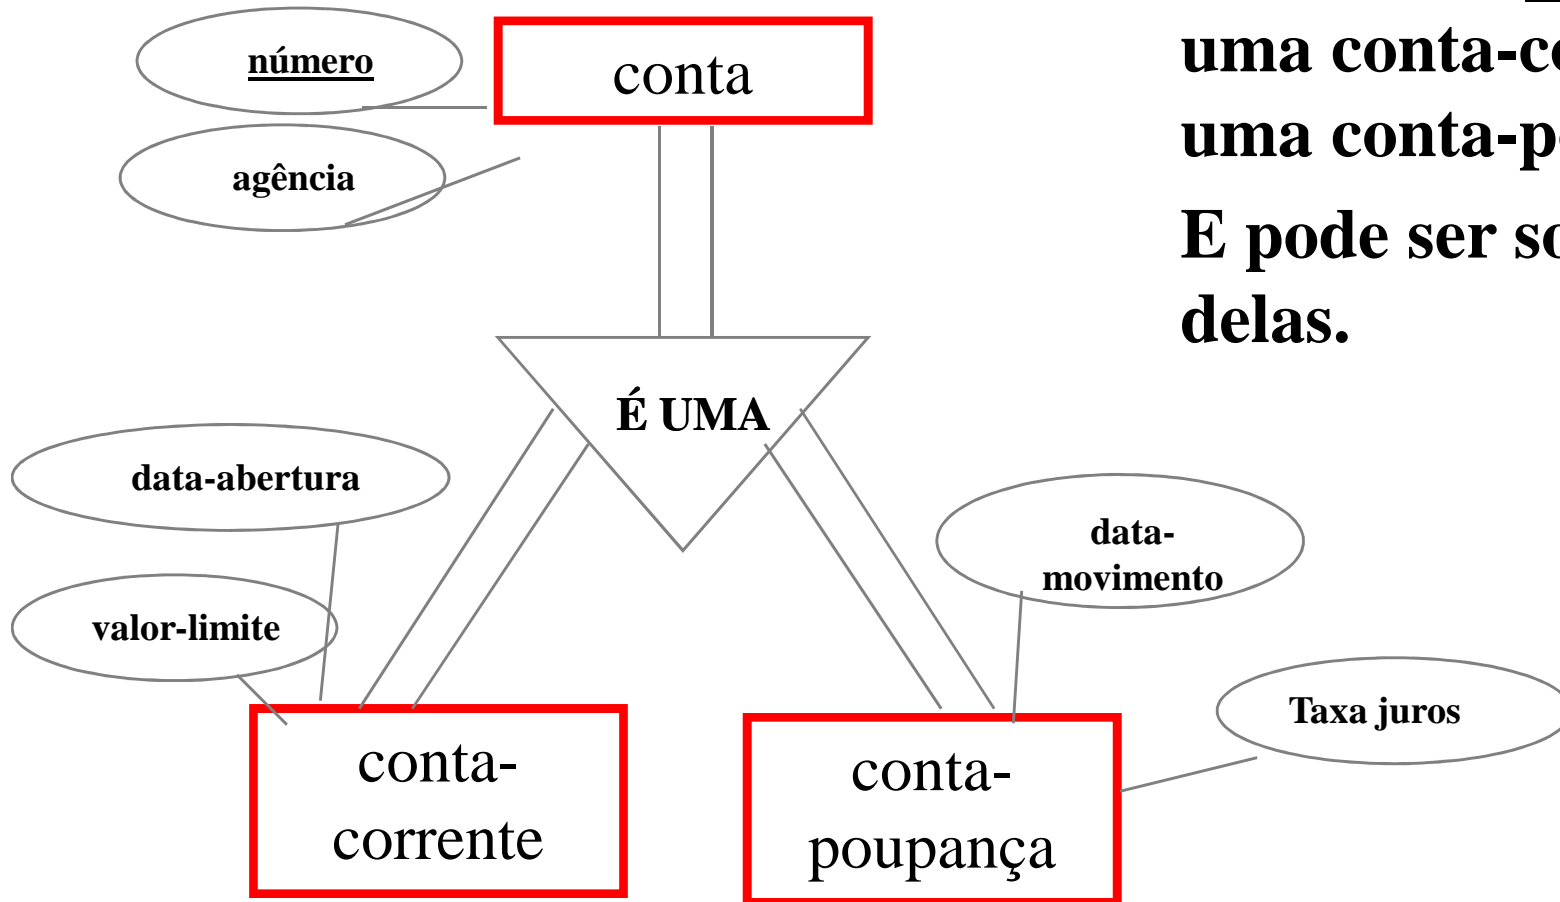 número
conta
agência
uma conta-c
uma conta-p
E pode ser s
delas.
É UMA
data-abertura
valor-limite
data-
movimento
Taxa juros
conta-
corrente
conta-
poupança